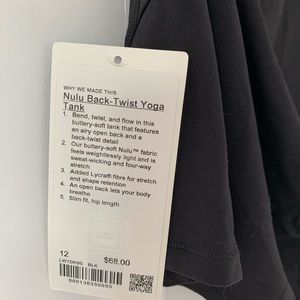 WHY WE MADE THIS
Nulu Back-Twist Yoga
Tank
1. Bend, twist, and flow in this
buttery-soft tank that features
an airy open back and a
back-twist detail
2. Our buttery-soft Nulu™ fabric
feels weightlessly light and is
sweat-wicking and four-way
stretch
3. Added Lycra® fibre for stretch
and shape retention
4. An open back lets your body
breathe
5. Slim fit, hip length
12 $68.00
BLK